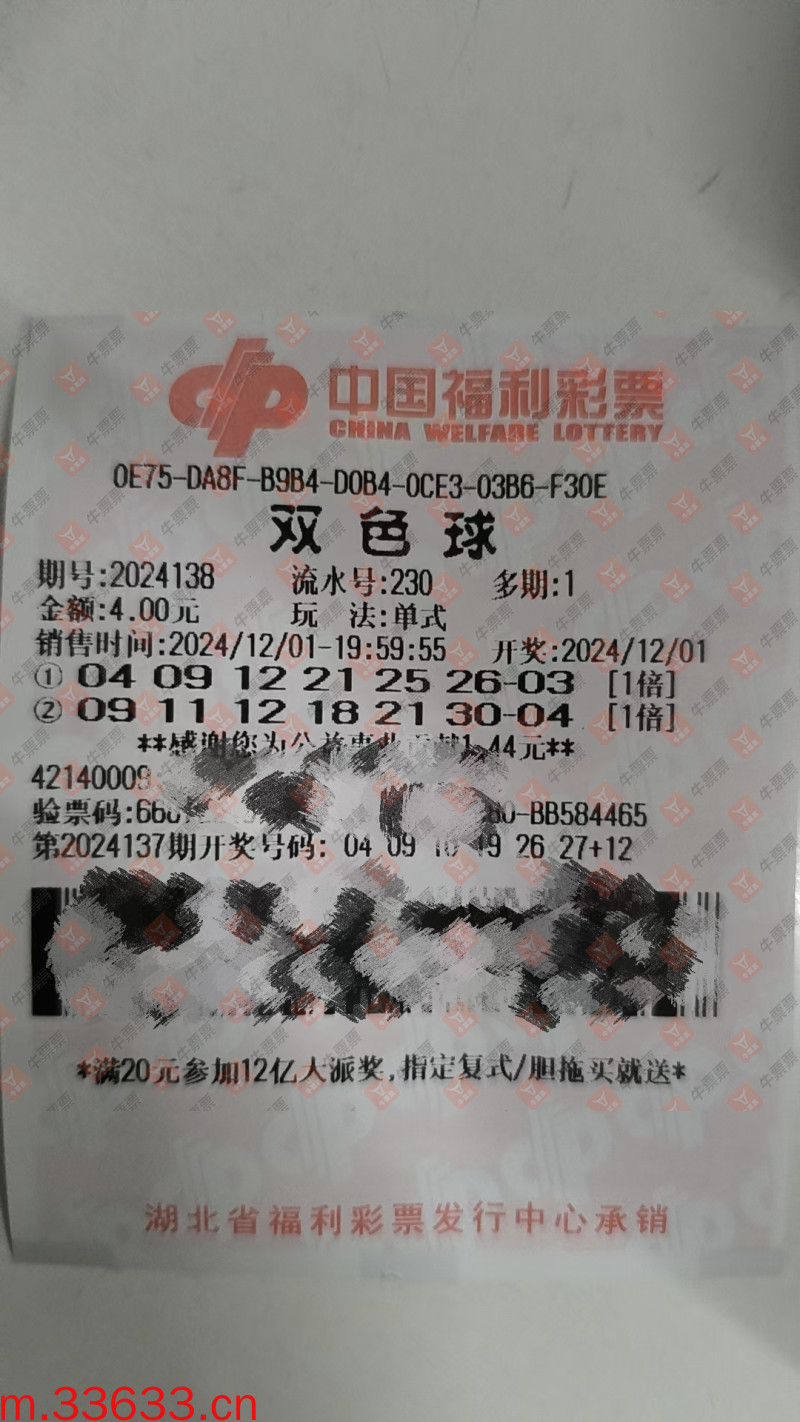 中国福利彩票
CHINA WELFARE LOTTERY
0E75-DA8F-B9B4-D0B4-0CE3-03B6-F30E
双色球
期号:2024138 流水号:230 多期:1
金额:4.00元 玩 法:单式
销售时间:2024/12/01-19:59:55 开奖:2024/12/01
① 04 09 12 21 25 26-03 [1倍]
② 09 11 12 18 21 30-04 [1倍]
**感谢您为公益事业贡献1.44元**
42140009
验票码: -BB584465
第2024137期开奖号码: 04 09 19 26 27+12
*满20元参加12亿大派奖,指定复式/胆拖买就送*
湖北省福利彩票发行中心承销
牛票票
m.33633.cn